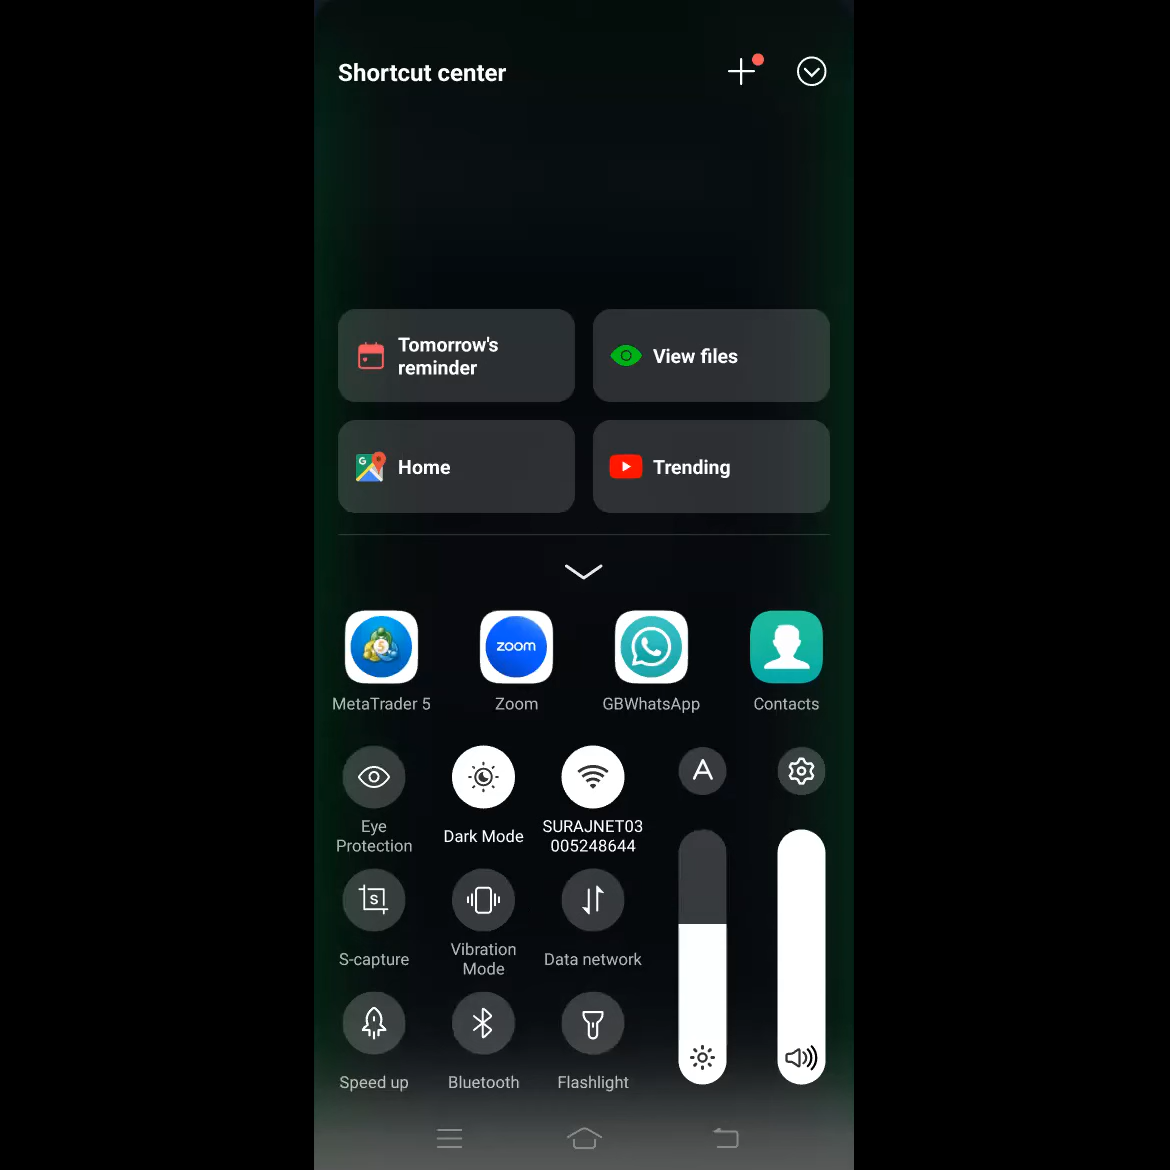 Shortcut center
Tomorrow's
reminder
View files
G
Home
Trending
5
zoom
MetaTrader 5
Zoom
GBWhatsApp
Contacts
A
Eye
Protection
Dark Mode
SURAJNET03
005248644
S
S-capture
Vibration
Mode
Data network
Speed up
Bluetooth
Flashlight